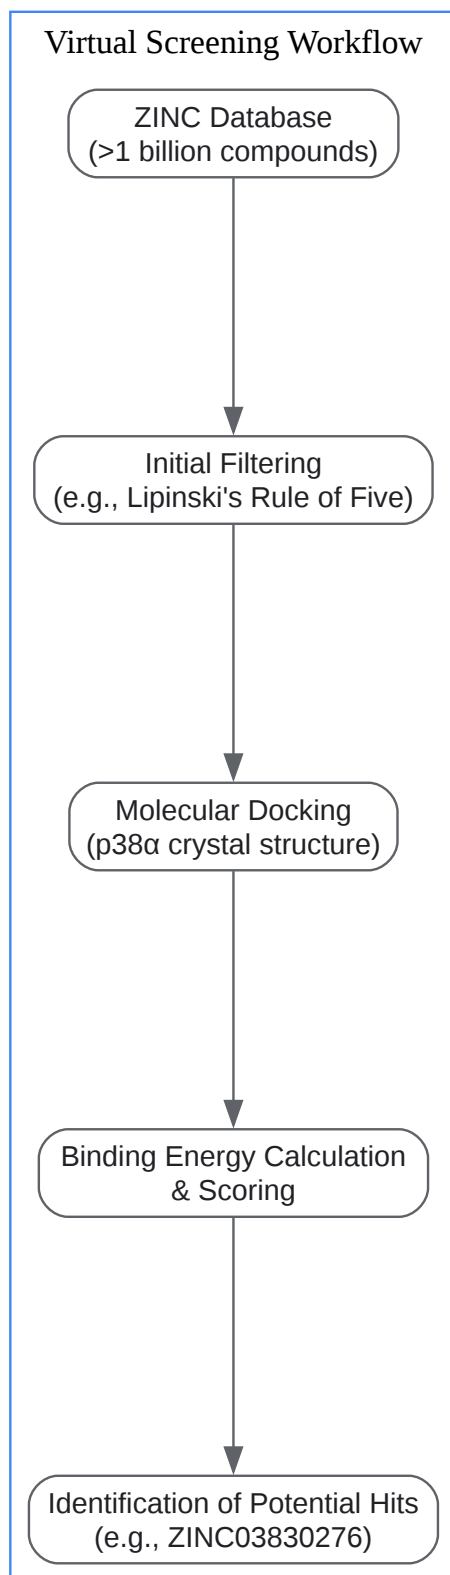 Virtual Screening Workflow
ZINC Database
(>1 billion compounds)
Initial Filtering
(e.g., Lipinski's Rule of Five)
Molecular Docking
(p38α crystal structure)
Binding Energy Calculation
& Scoring
Identification of Potential Hits
(e.g., ZINC03830276)